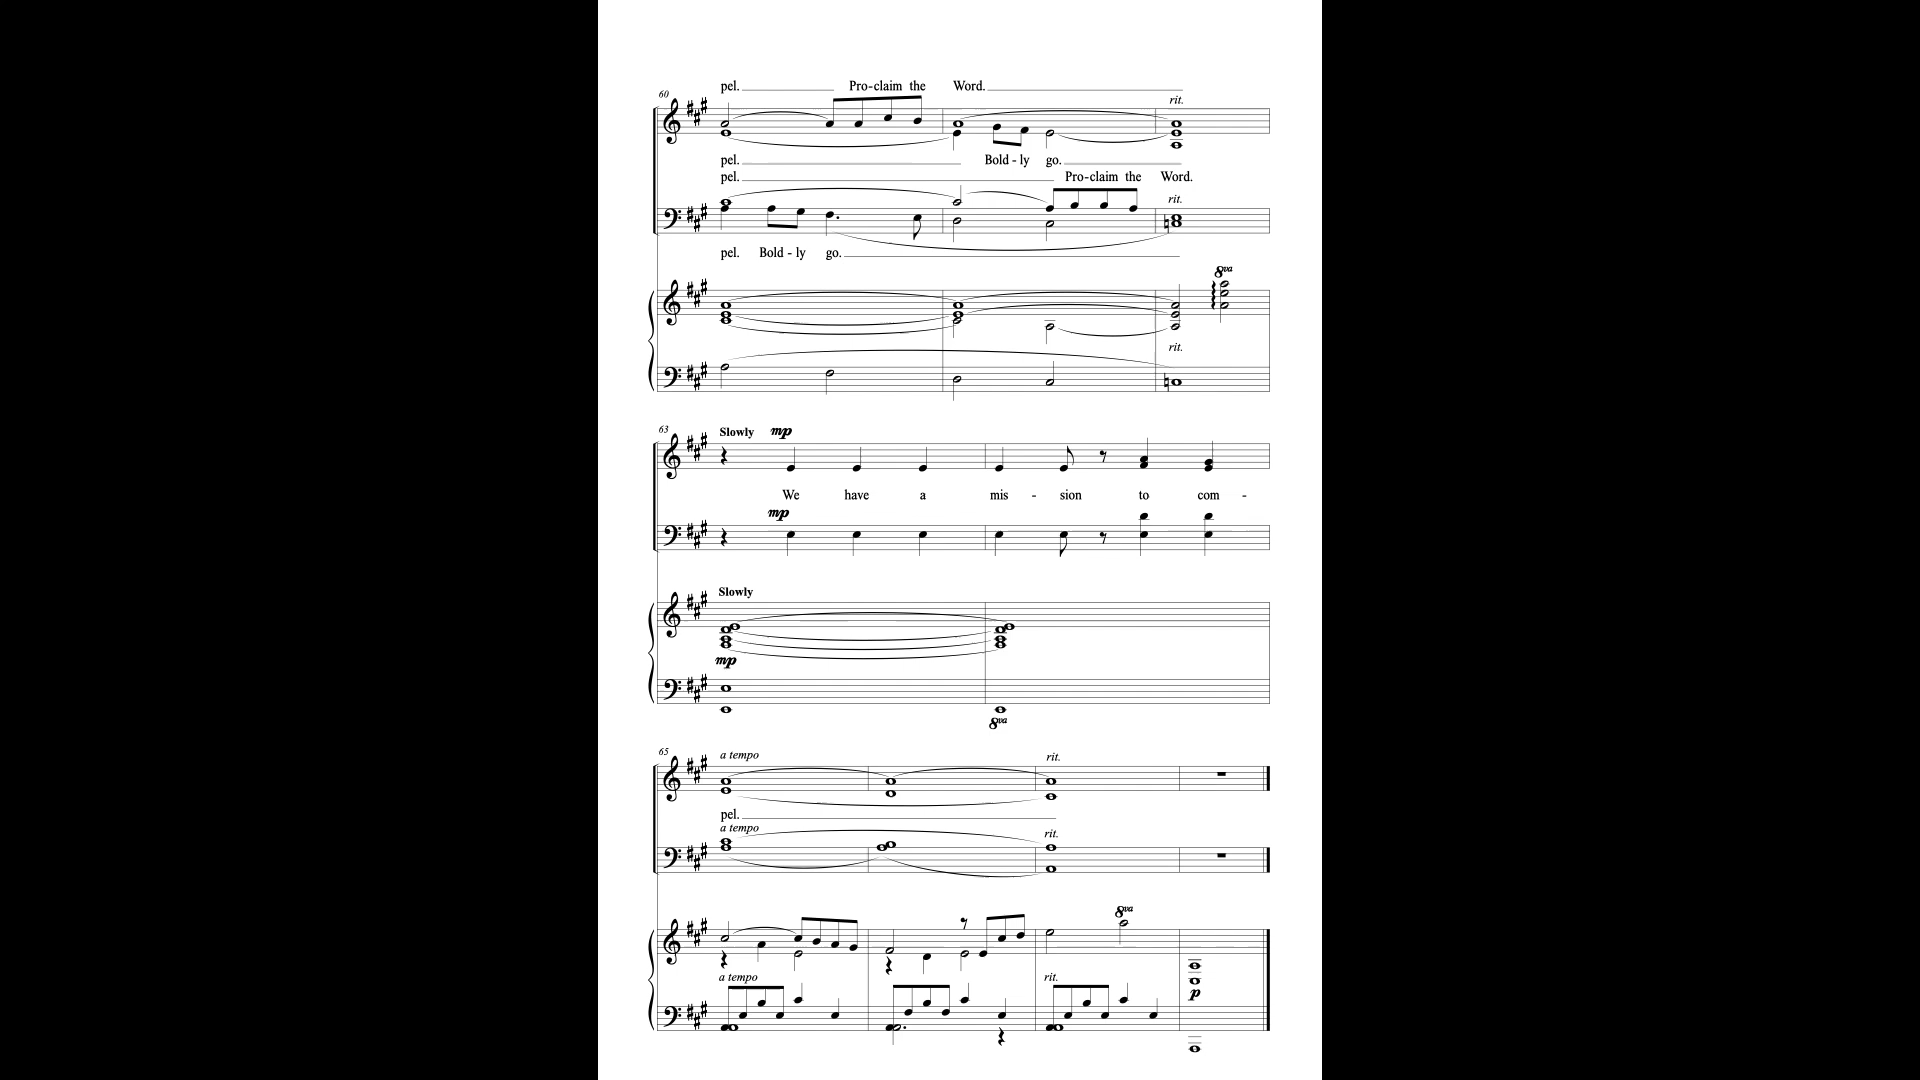 pel. Pro-claim the Word.
60
rit.
pel. Bold - ly go.
pel. Pro-claim the Word.
rit.
pel. Bold - ly go.
8va
rit.
63
Slowly mp
We have a mis - sion to com -
mp
Slowly
mp
8va
65
a tempo rit.
pel.
a tempo rit.
8va
a tempo rit.
p